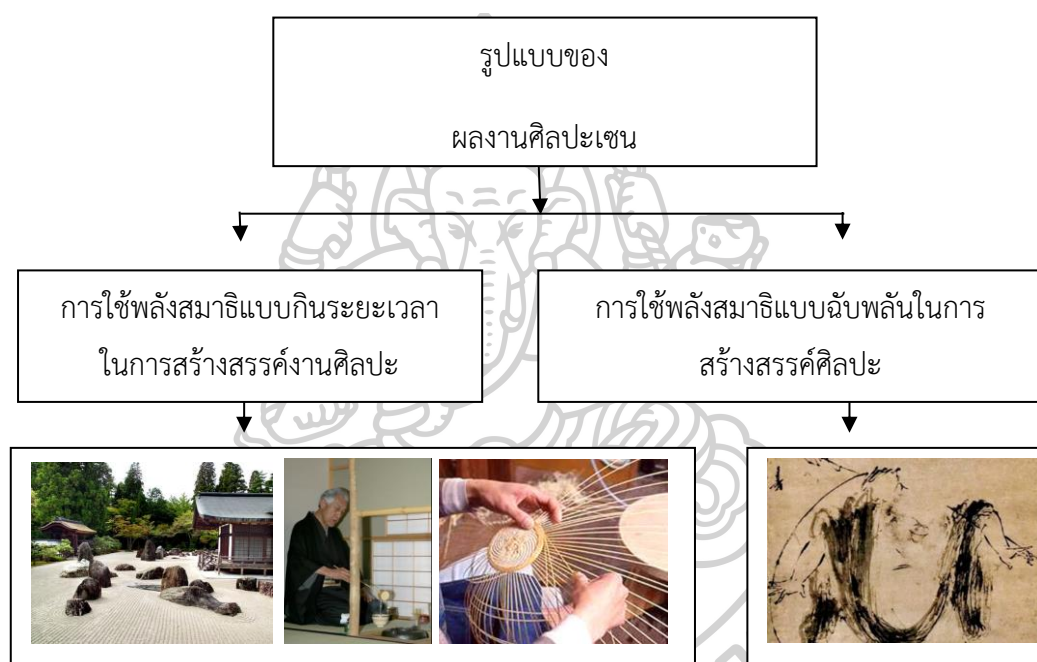 รูปแบบของ
ผลงานศิลปะเซน
การใช้พลังสมาธิแบบกินระยะเวลา
ในการสร้างสรรค์งานศิลปะ
การใช้พลังสมาธิแบบฉับพลันในการ
สร้างสรรค์ศิลปะ